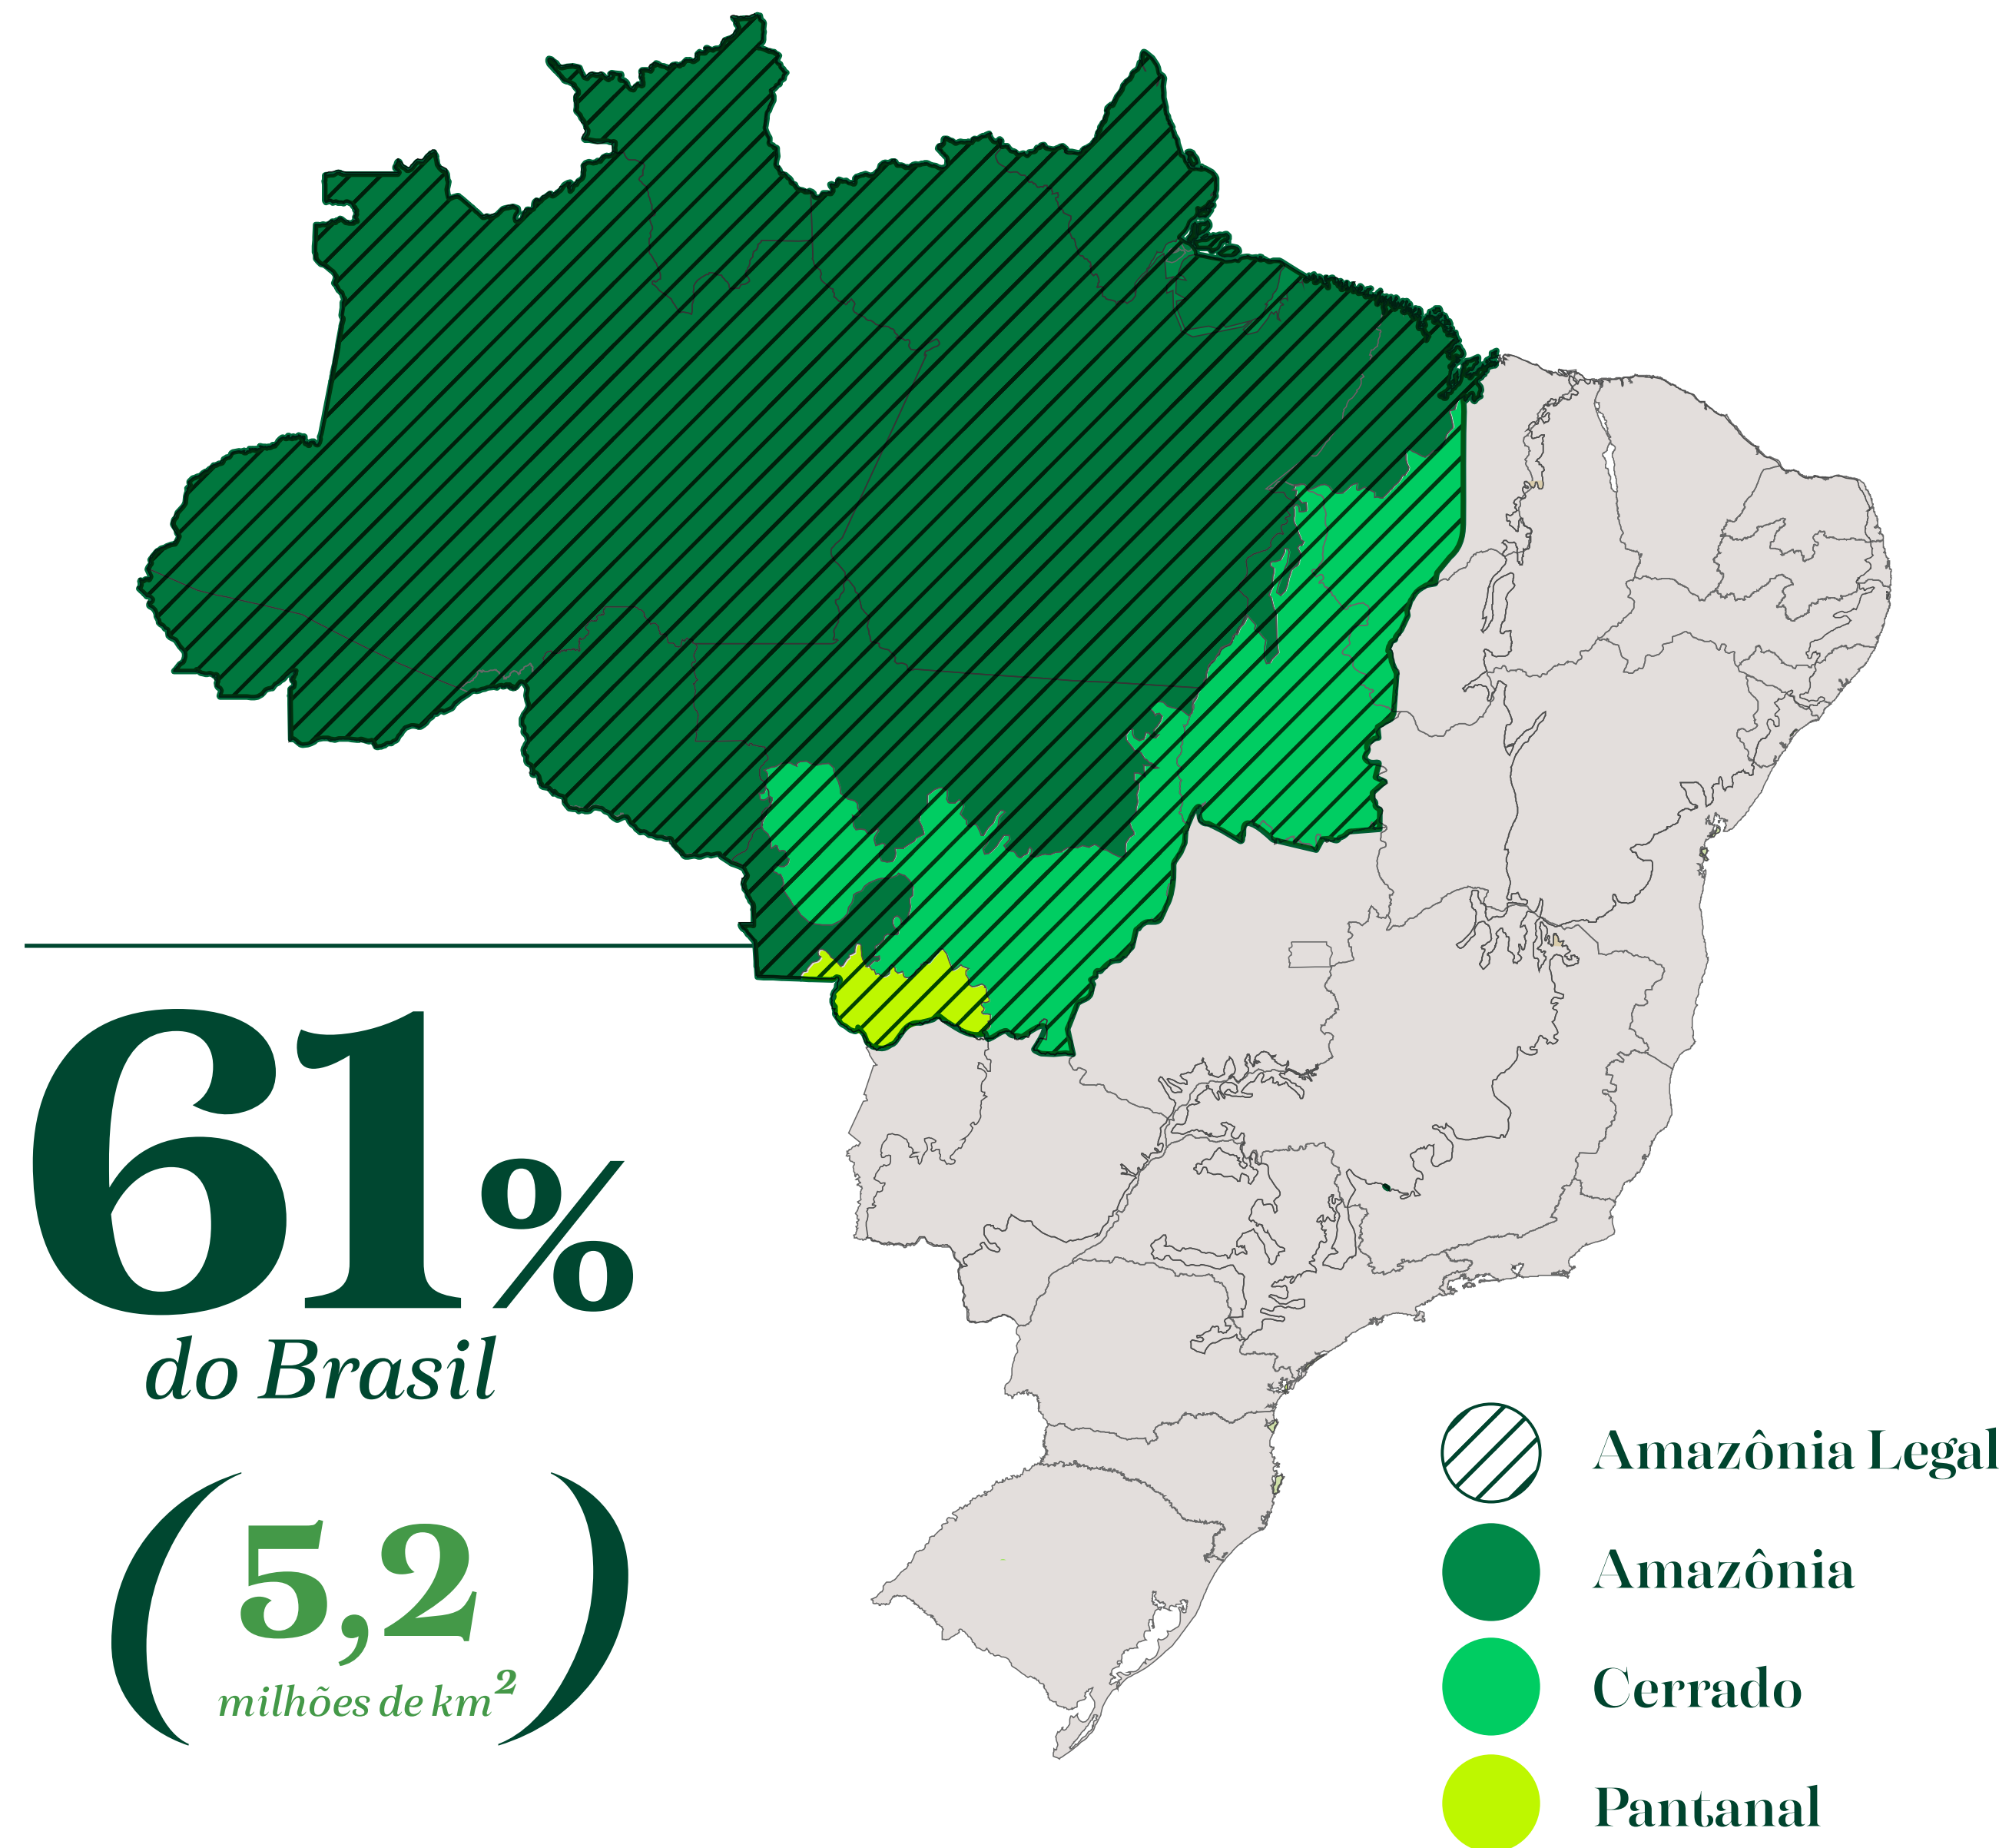 61%
do Brasil
(5,2
milhões de km²)
Amazônia Legal
Amazônia
Cerrado
Pantanal